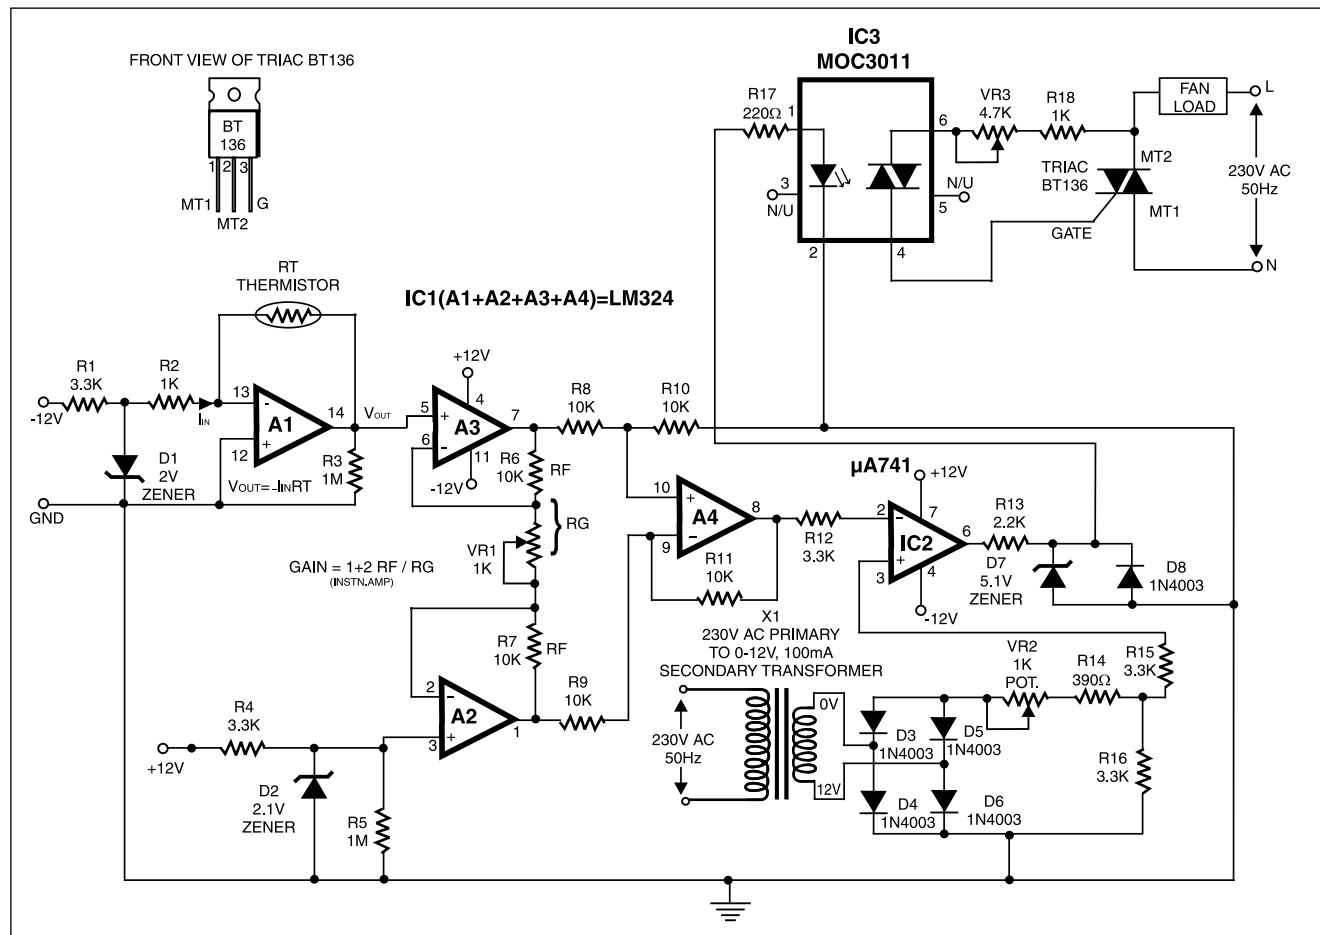 FRONT VIEW OF TRIAC BT136
BT
136
1 2 3
MT1
MT2
G
IC3
MOC3011
R17
220Ω
1
3
N/U
2
6
N/U
5
4
VR3
4.7K
R18
1K
FAN
LOAD
L
TRIAC
BT136
MT2
MT1
GATE
230V AC
50Hz
N
RT
THERMISTOR
IC1(A1+A2+A3+A4)=LM324
R1
3.3K
-12V
R2
1K
IIN
13
-
A1
+
12
14
VOUT
D1
2V
ZENER
R3
1M
VOUT=-IINRT
GND
+12V
4
5
+
A3
6
-
7
11
-12V
R8
10K
R10
10K
R6
10K
RF
RG
VR1
1K
GAIN = 1+2 RF / RG
(INSTN.AMP)
R7
10K
RF
10
+
A4
9
-
8
R11
10K
R12
3.3K
µA741
+12V
2
-
7
IC2
6
+
3
4
-12V
R13
2.2K
D7
5.1V
ZENER
D8
1N4003
2
-
A2
3
+
1
R9
10K
R4
3.3K
+12V
D2
2.1V
ZENER
R5
1M
X1
230V AC PRIMARY
TO 0-12V, 100mA
SECONDARY TRANSFORMER
230V AC
50Hz
0V
12V
D3
1N4003
D5
1N4003
D4
1N4003
D6
1N4003
VR2
1K
POT.
R14
390Ω
R15
3.3K
R16
3.3K